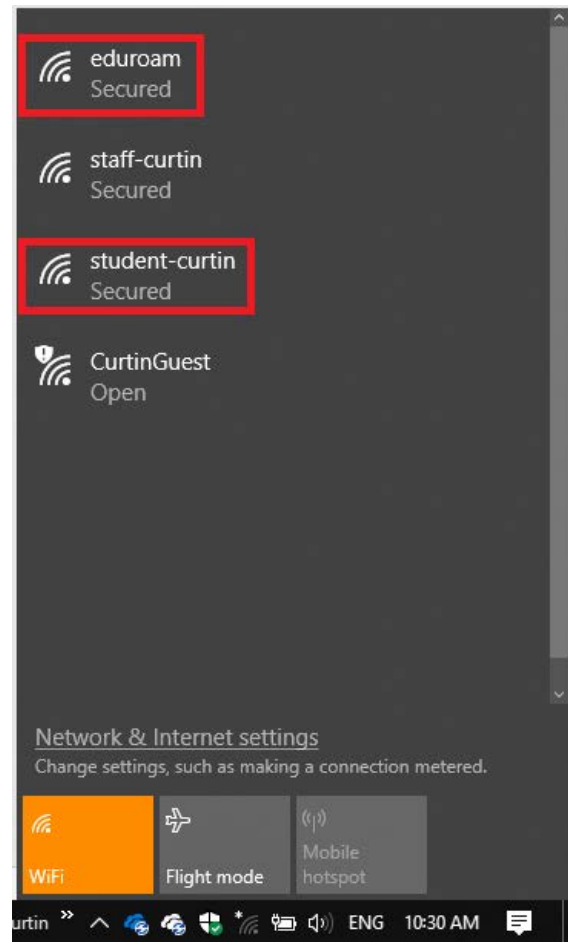 eduroam
Secured
staff-curtin
Secured
student-curtin
Secured
CurtinGuest
Open
Network & Internet settings
Change settings, such as making a connection metered.
WiFi
Flight mode
Mobile
hotspot
urtin » ENG 10:30 AM